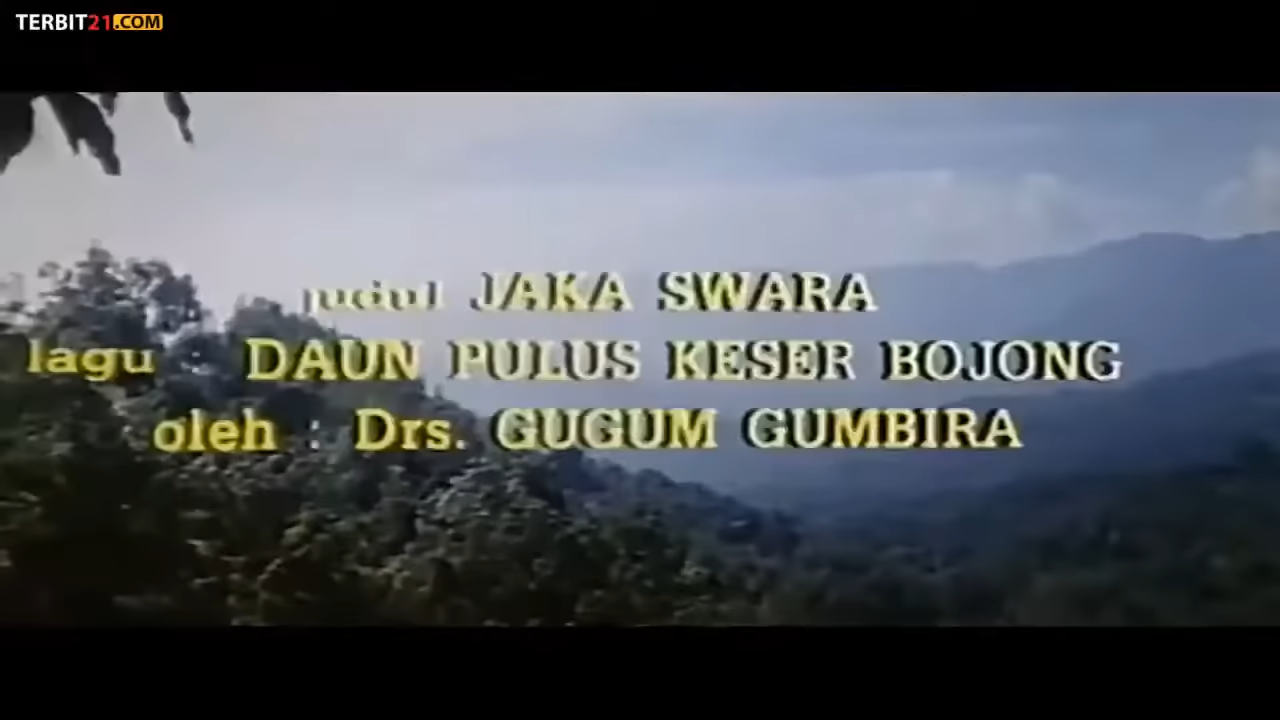 TERBIT21.COM
judul JAKA SWARA
lagu : DAUN PULUS KESER BOJONG
oleh : Drs. GUGUM GUMBIRA